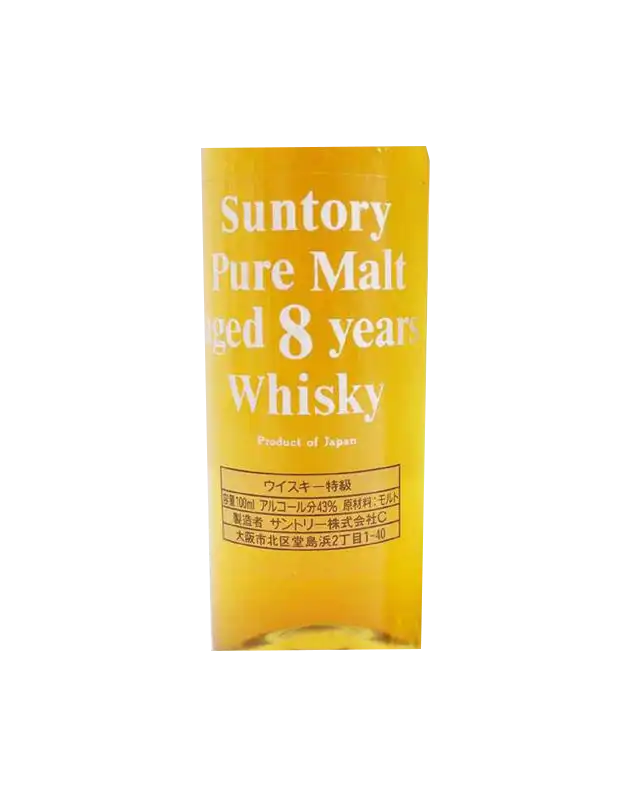 Suntory
Pure Malt
aged 8 years
Whisky
Product of Japan
ウイスキー特級
容量100ml アルコール分43% 原材料:モルト
製造者 サントリー株式会社C
大阪市北区堂島浜2丁目1-40